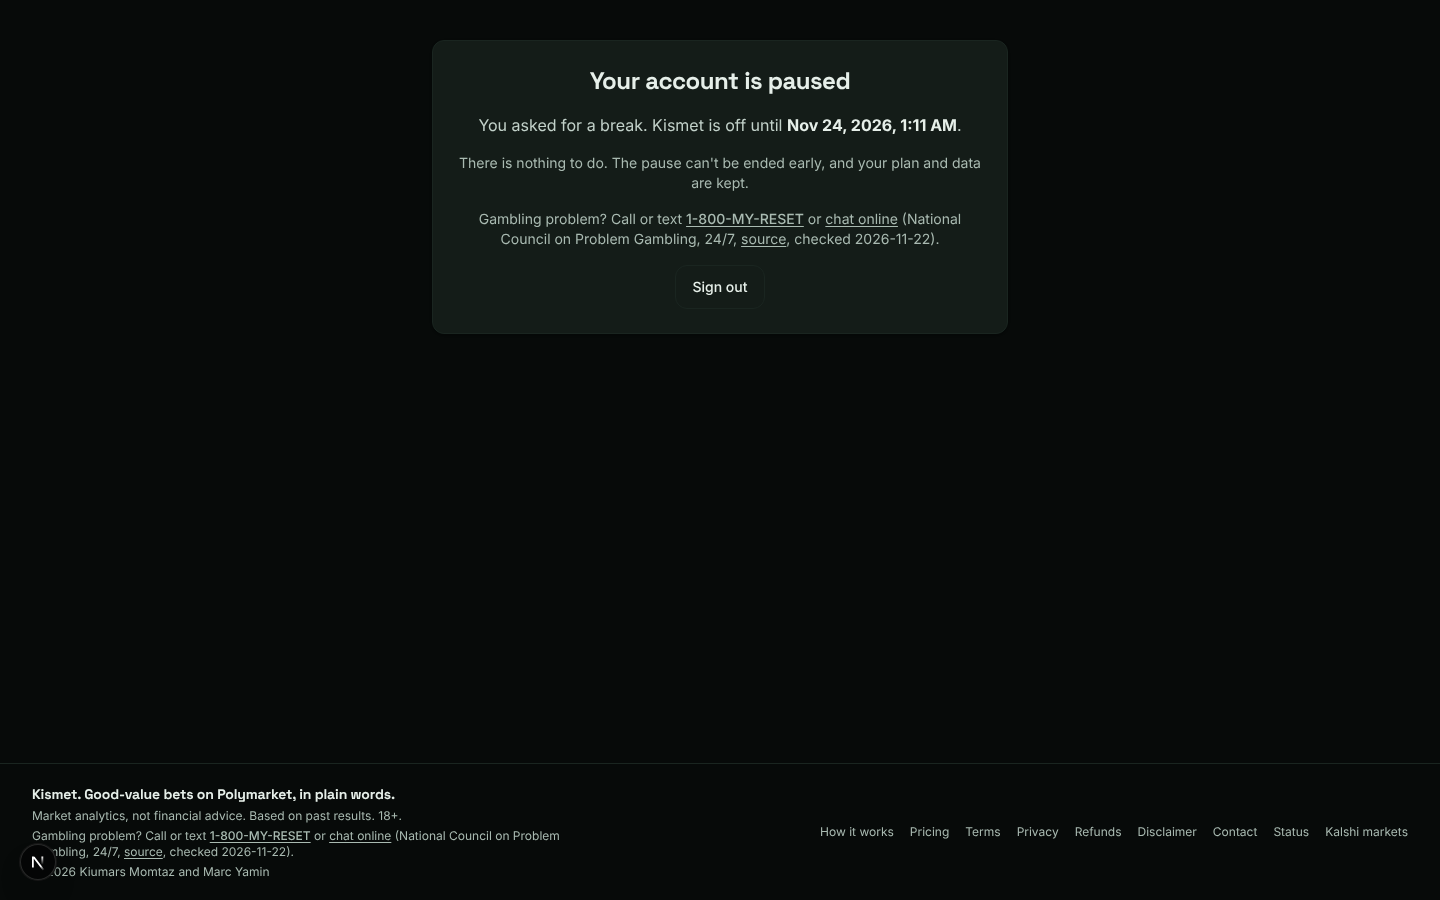 Your account is paused
You asked for a break. Kismet is off until Nov 24, 2026, 1:11 AM.
There is nothing to do. The pause can't be ended early, and your plan and data
are kept.
Gambling problem? Call or text 1-800-MY-RESET or chat online (National
Council on Problem Gambling, 24/7, source, checked 2026-11-22).
Sign out
Kismet. Good-value bets on Polymarket, in plain words.
Market analytics, not financial advice. Based on past results. 18+.
Gambling problem? Call or text 1-800-MY-RESET or chat online (National Council on Problem
mbling, 24/7, source, checked 2026-11-22).
026 Kiumars Momtaz and Marc Yamin
N
How it works Pricing Terms Privacy Refunds Disclaimer Contact Status Kalshi markets